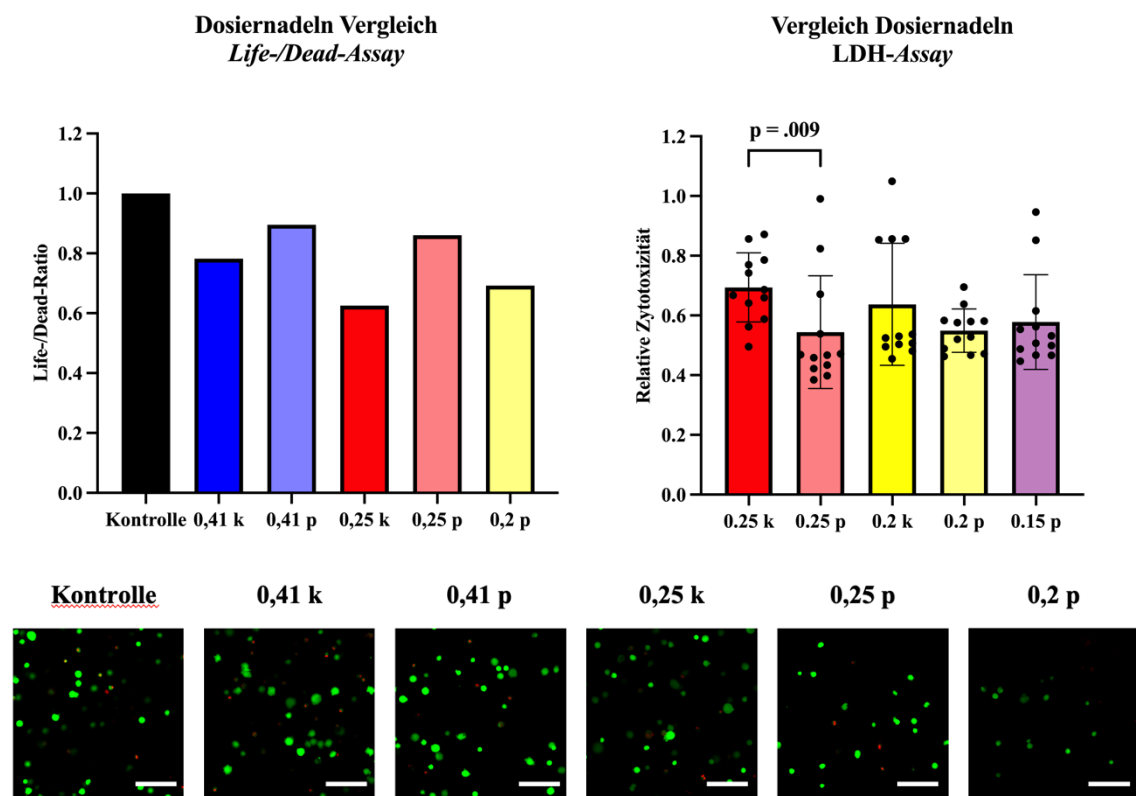 Dosiernadeln Vergleich
Life-/Dead-Assay
Life-/Dead-Ratio
1.2
1.0
0.8
0.6
0.4
0.2
0.0
Kontrolle 0,41 k 0,41 p 0,25 k 0,25 p 0,2 p
Vergleich Dosiernadeln
LDH-Assay
p = .009
Relative Zytotoxizität
1.2
1.0
0.8
0.6
0.4
0.2
0.0
0.25 k 0.25 p 0.2 k 0.2 p 0.15 p
Kontrolle 0,41 k 0,41 p 0,25 k 0,25 p 0,2 p